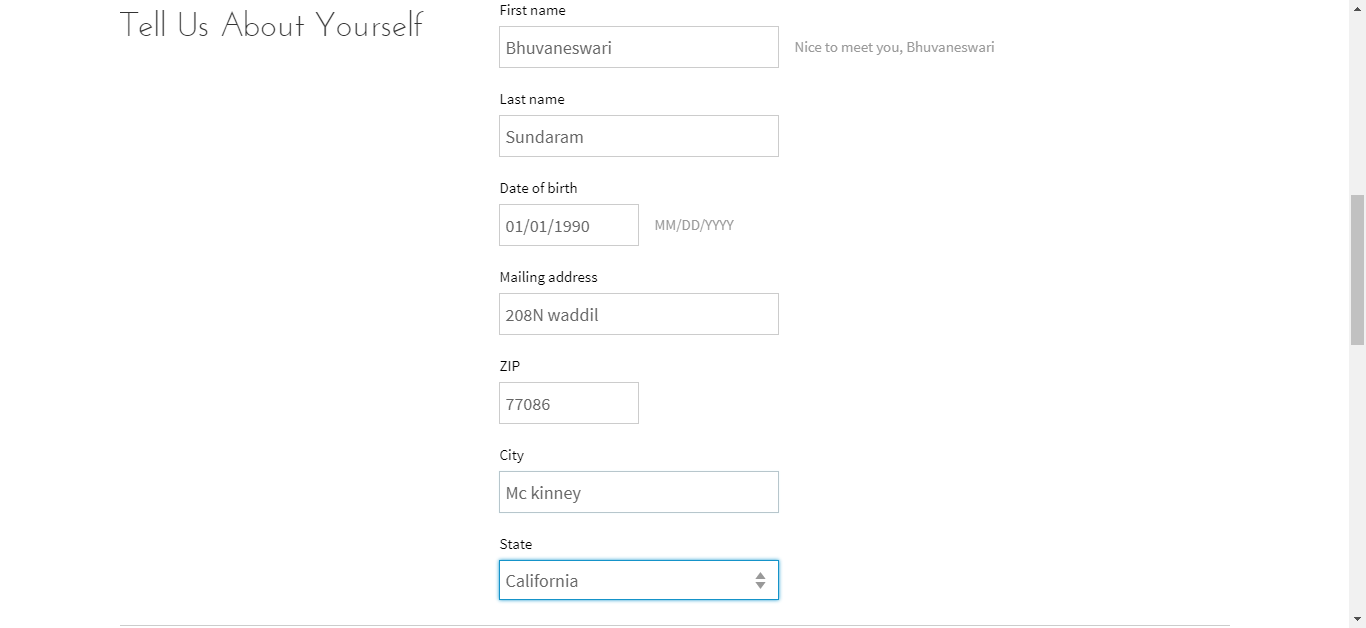 Tell Us About Yourself
First name
Bhuvaneswari
Nice to meet you, Bhuvaneswari
Last name
Sundaram
Date of birth
01/01/1990
MM/DD/YYYY
Mailing address
208N waddil
ZIP
77086
City
Mc kinney
State
California